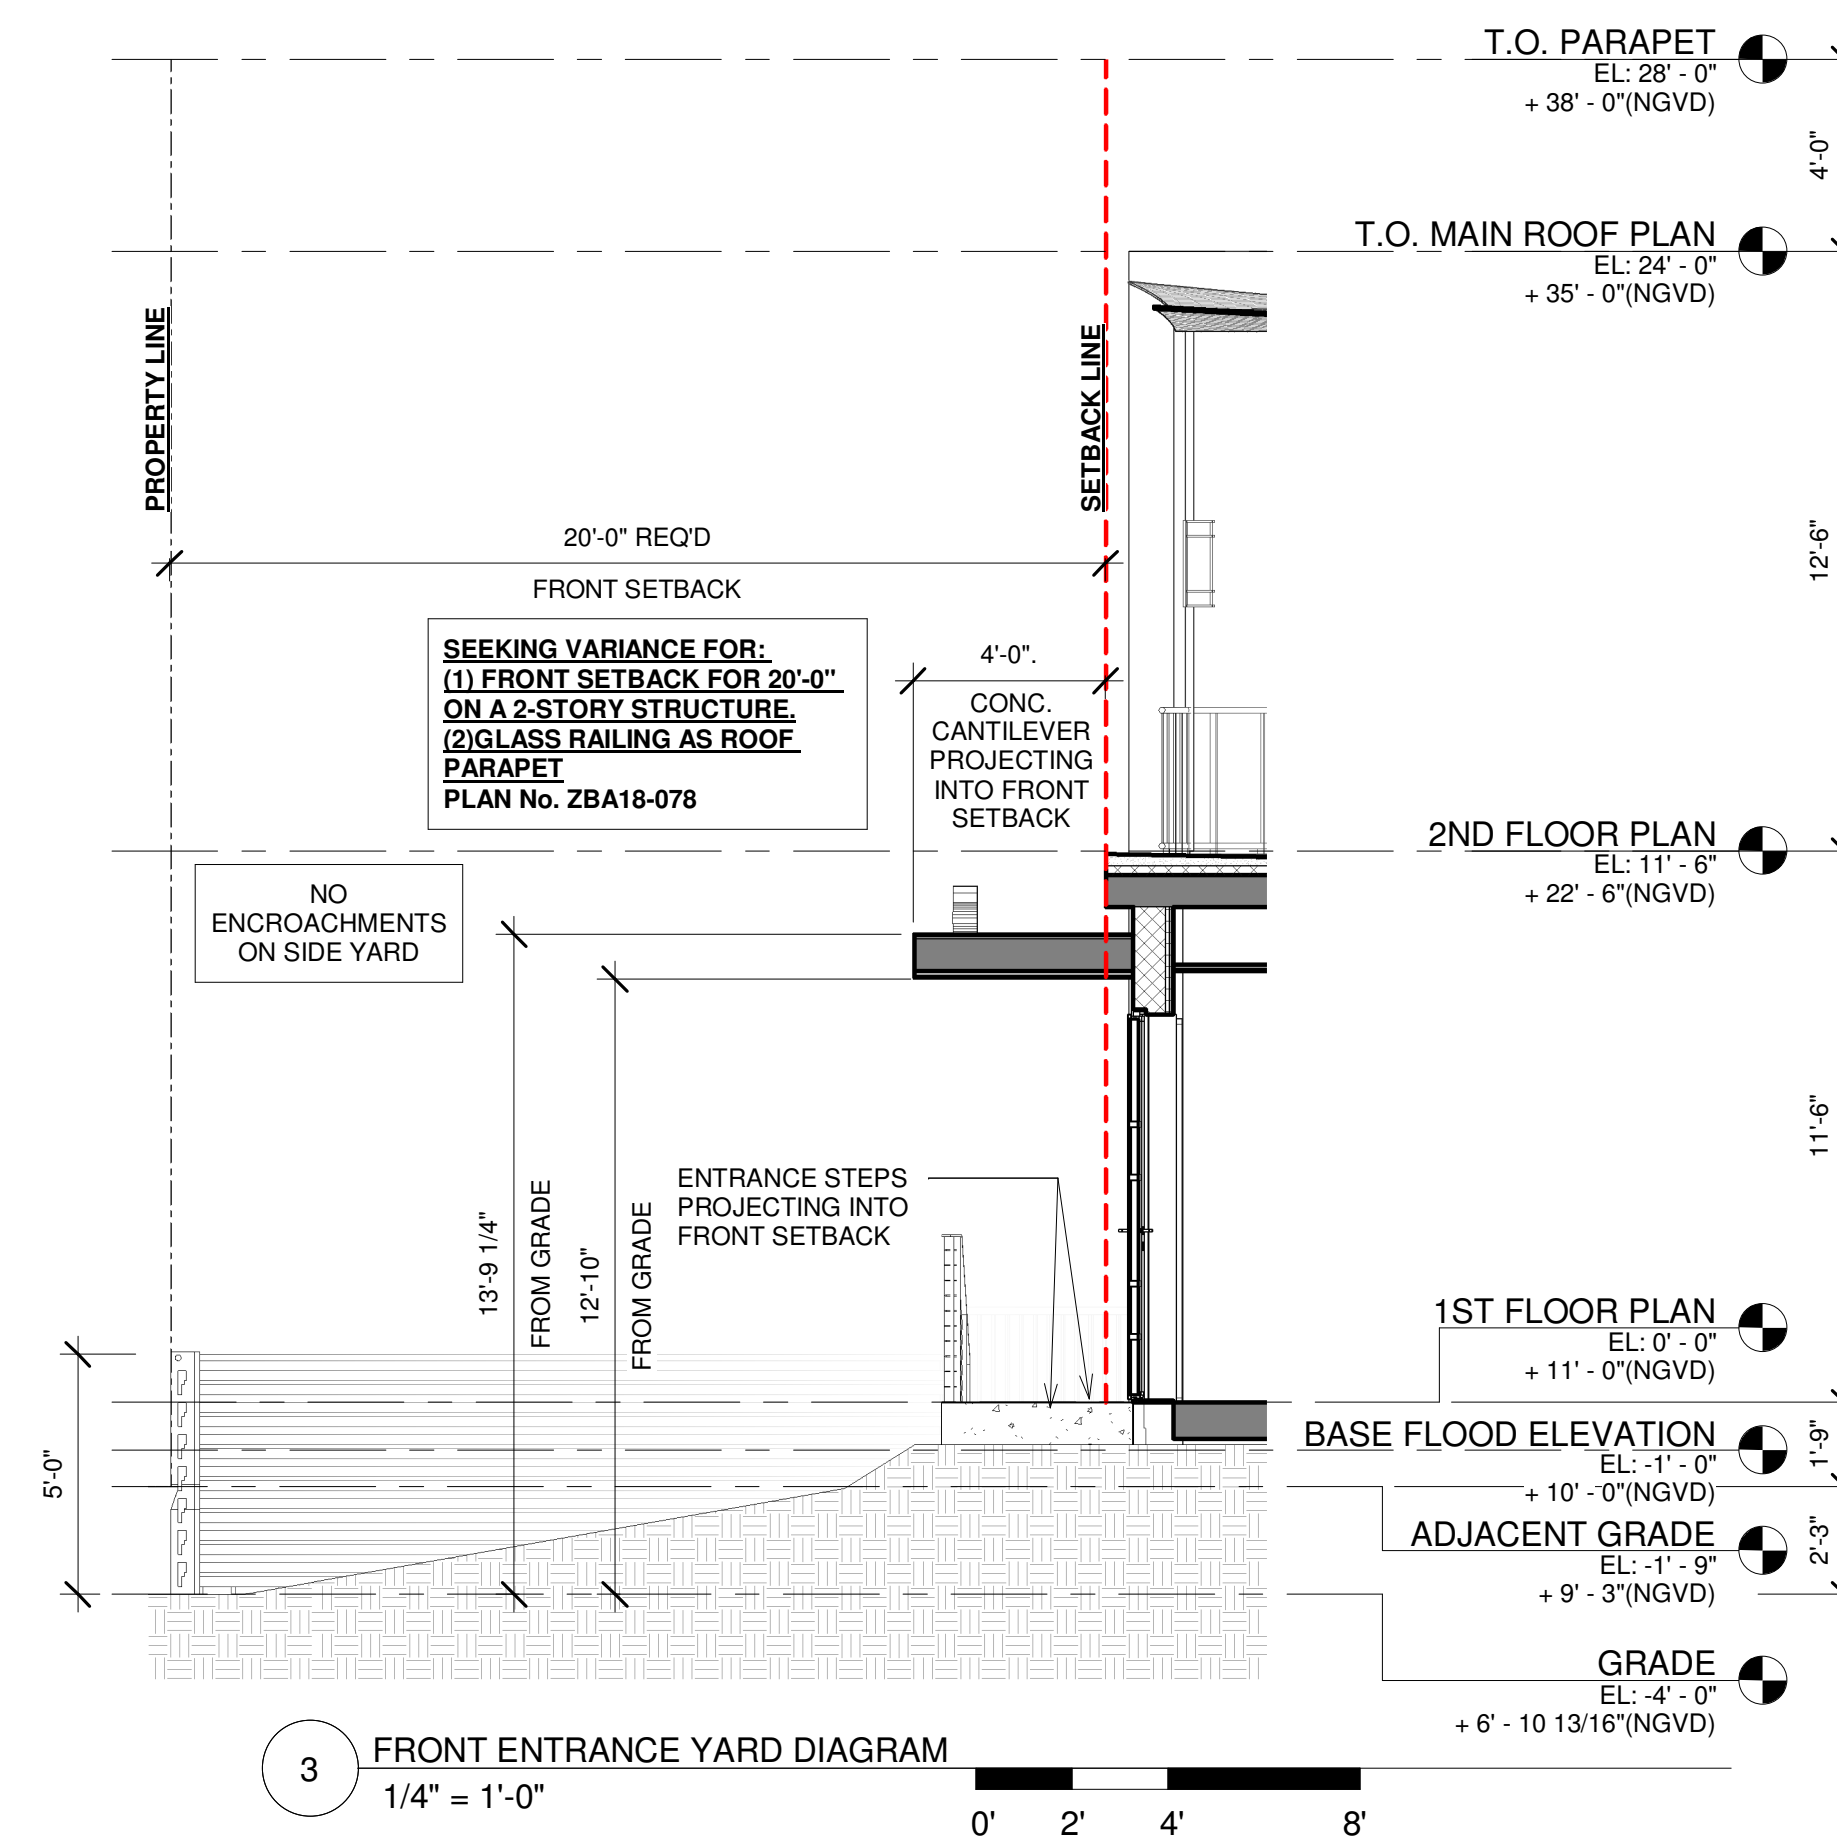 T.O. PARAPET
EL: 28' - 0"
+ 38' - 0"(NGVD)
4'-0"
T.O. MAIN ROOF PLAN
EL: 24' - 0"
+ 35' - 0"(NGVD)
PROPERTY LINE
SETBACK LINE
20'-0" REQ'D
FRONT SETBACK
12'-6"
SEEKING VARIANCE FOR:
(1) FRONT SETBACK FOR 20'-0"
ON A 2-STORY STRUCTURE.
(2)GLASS RAILING AS ROOF
PARAPET
PLAN No. ZBA18-078
4'-0".
CONC.
CANTILEVER
PROJECTING
INTO FRONT
SETBACK
2ND FLOOR PLAN
EL: 11' - 6"
+ 22' - 6"(NGVD)
NO
ENCROACHMENTS
ON SIDE YARD
11'-6"
ENTRANCE STEPS
PROJECTING INTO
FRONT SETBACK
13'-9 1/4"
FROM GRADE
12'-10"
FROM GRADE
1ST FLOOR PLAN
EL: 0' - 0"
+ 11' - 0"(NGVD)
BASE FLOOD ELEVATION
EL: -1' - 0"
+ 10' - 0"(NGVD)
1'-9"
5'-0"
ADJACENT GRADE
EL: -1' - 9"
+ 9' - 3"(NGVD)
2'-3"
GRADE
EL: -4' - 0"
+ 6' - 10 13/16"(NGVD)
3
FRONT ENTRANCE YARD DIAGRAM
1/4" = 1'-0"
0' 2' 4' 8'